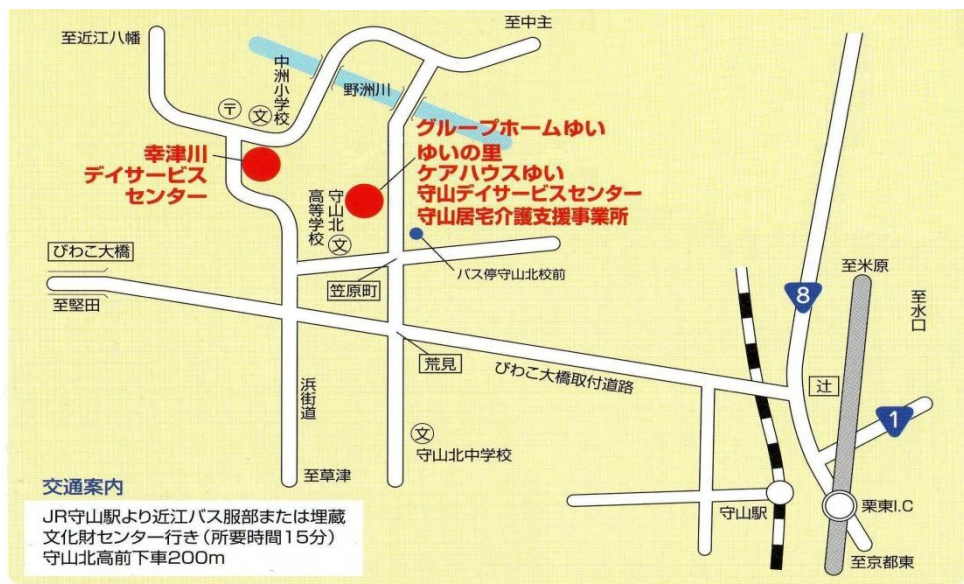 至近江八幡
至中主
中洲小学校
野洲川
〒
文
幸津川
デイサービス
センター
グループホームゆい
ゆいの里
ケアハウスゆい
守山デイサービスセンター
守山居宅介護支援事業所
守山北
高等学校
文
バス停守山北校前
びわこ大橋
至堅田
笠原町
至米原
至水口
8
荒見
びわこ大橋取付道路
辻
1
浜街道
文
守山北中学校
至草津
守山駅
栗東I.C
至京都東
交通案内
JR守山駅より近江バス服部または埋蔵
文化財センター行き(所要時間15分)
守山北高前下車200m